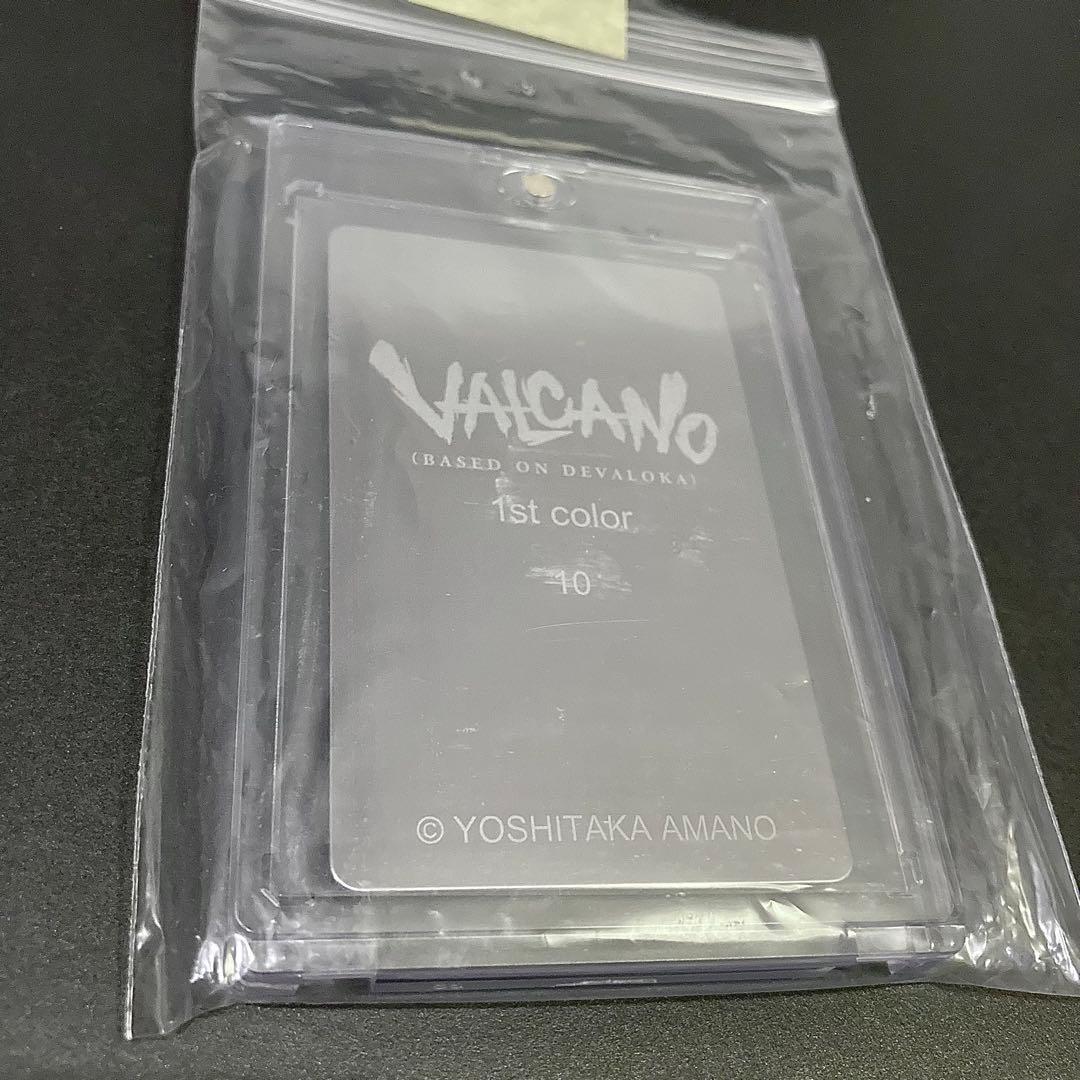 VALCANO
(BASED ON DEVALOKA)
1st color
10
© YOSHITAKA AMANO